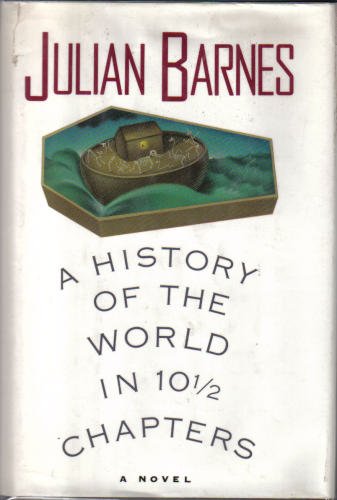 JULIAN BARNES
A HISTORY
OF THE
WORLD
IN 10½
CHAPTERS
A NOVEL